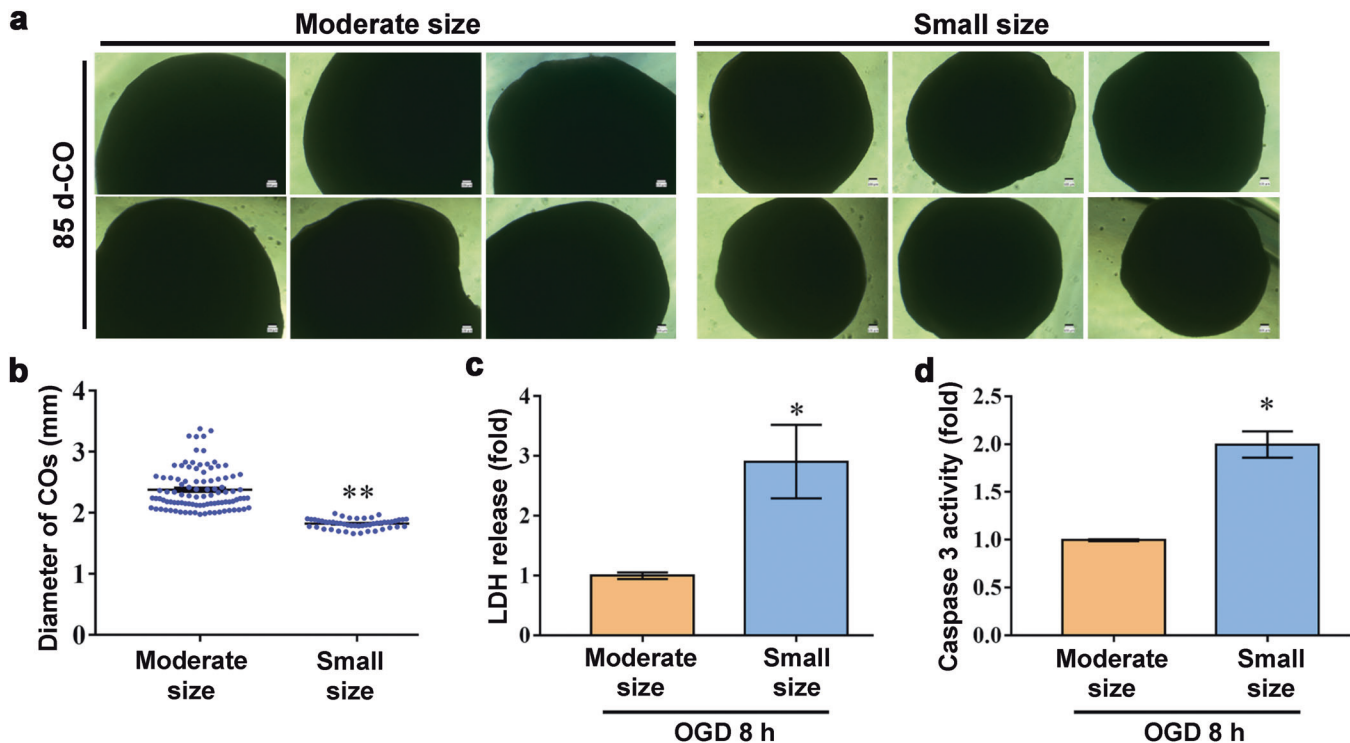 a
Moderate size
Small size
85 d-CO
b
Diameter of COs (mm)
4
3
2
1
0
**
Moderate
size
Small
size
c
LDH release (fold)
4
3
2
1
0
*
Moderate
size
Small
size
OGD 8 h
d
Caspase 3 activity (fold)
2.5
2.0
1.5
1.0
0.5
0.0
*
Moderate
size
Small
size
OGD 8 h